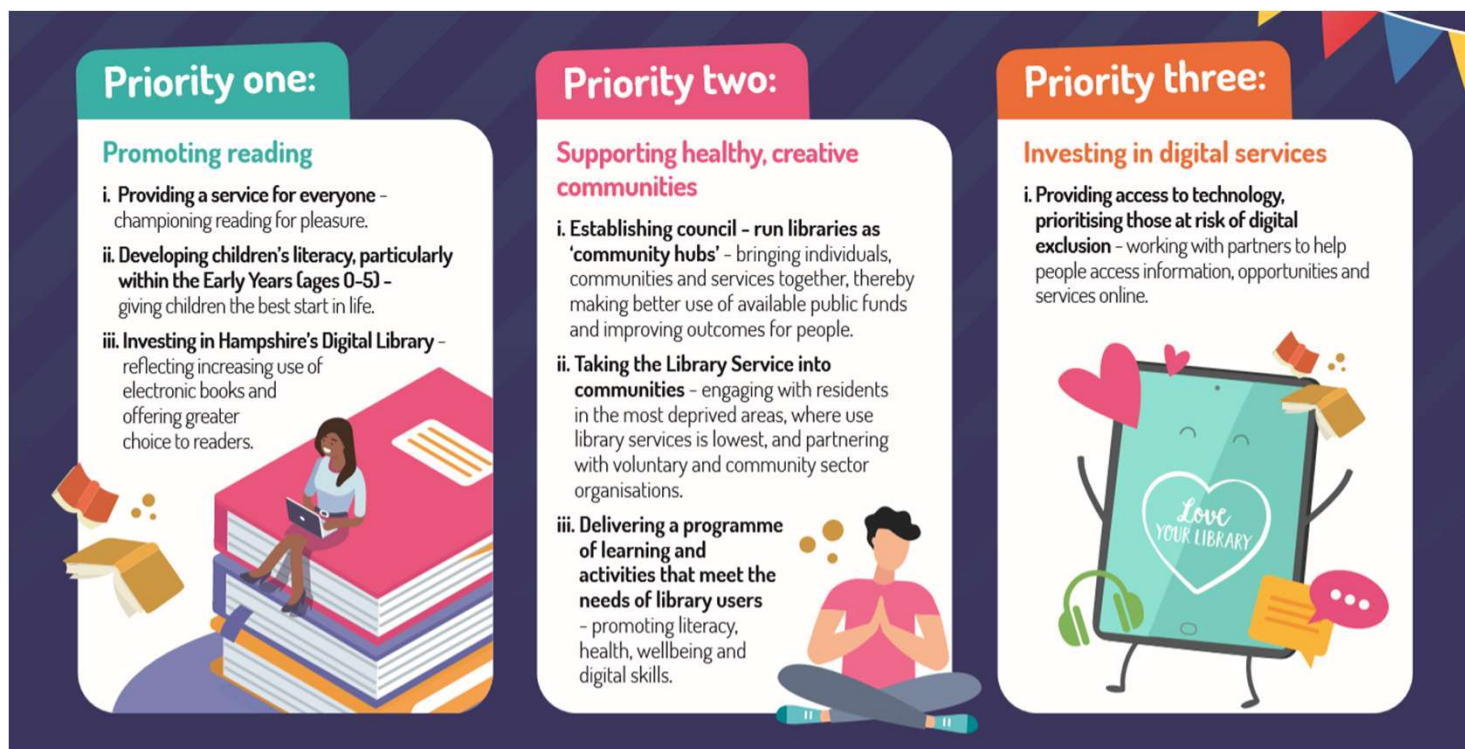 Priority one:
Promoting reading
i. Providing a service for everyone –
championing reading for pleasure.
ii. Developing children's literacy, particularly
within the Early Years (ages 0-5) –
giving children the best start in life.
iii. Investing in Hampshire's Digital Library –
reflecting increasing use of
electronic books and
offering greater
choice to readers.
Priority two:
Supporting healthy, creative
communities
i. Establishing council – run libraries as
'community hubs' – bringing individuals,
communities and services together, thereby
making better use of available public funds
and improving outcomes for people.
ii. Taking the Library Service into
communities – engaging with residents
in the most deprived areas, where use
library services is lowest, and partnering
with voluntary and community sector
organisations.
iii. Delivering a programme
of learning and
activities that meet the
needs of library users
– promoting literacy,
health, wellbeing and
digital skills.
Priority three:
Investing in digital services
i. Providing access to technology,
prioritising those at risk of digital
exclusion – working with partners to help
people access information, opportunities and
services online.
Love
YOUR LIBRARY